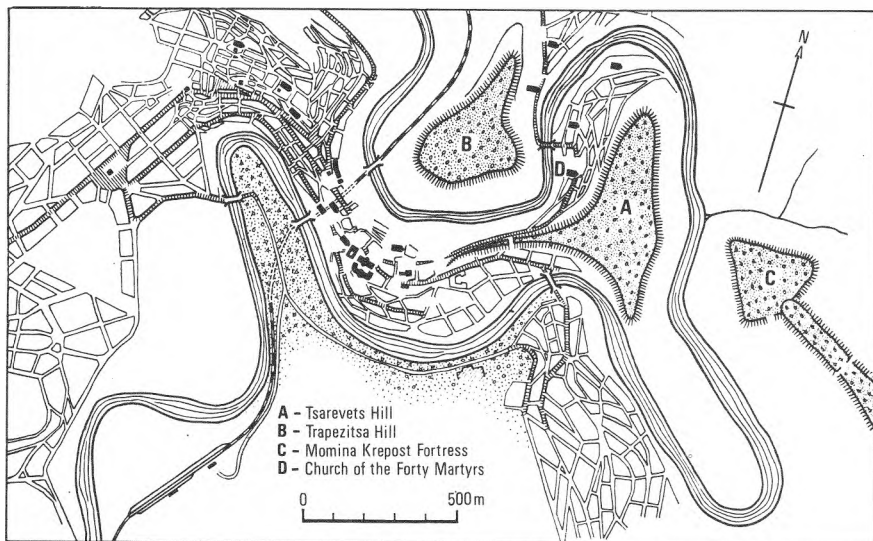 N
B
D
A
C
A – Tsarevets Hill
B – Trapezitsa Hill
C – Momina Krepost Fortress
D – Church of the Forty Martyrs
0 500 m